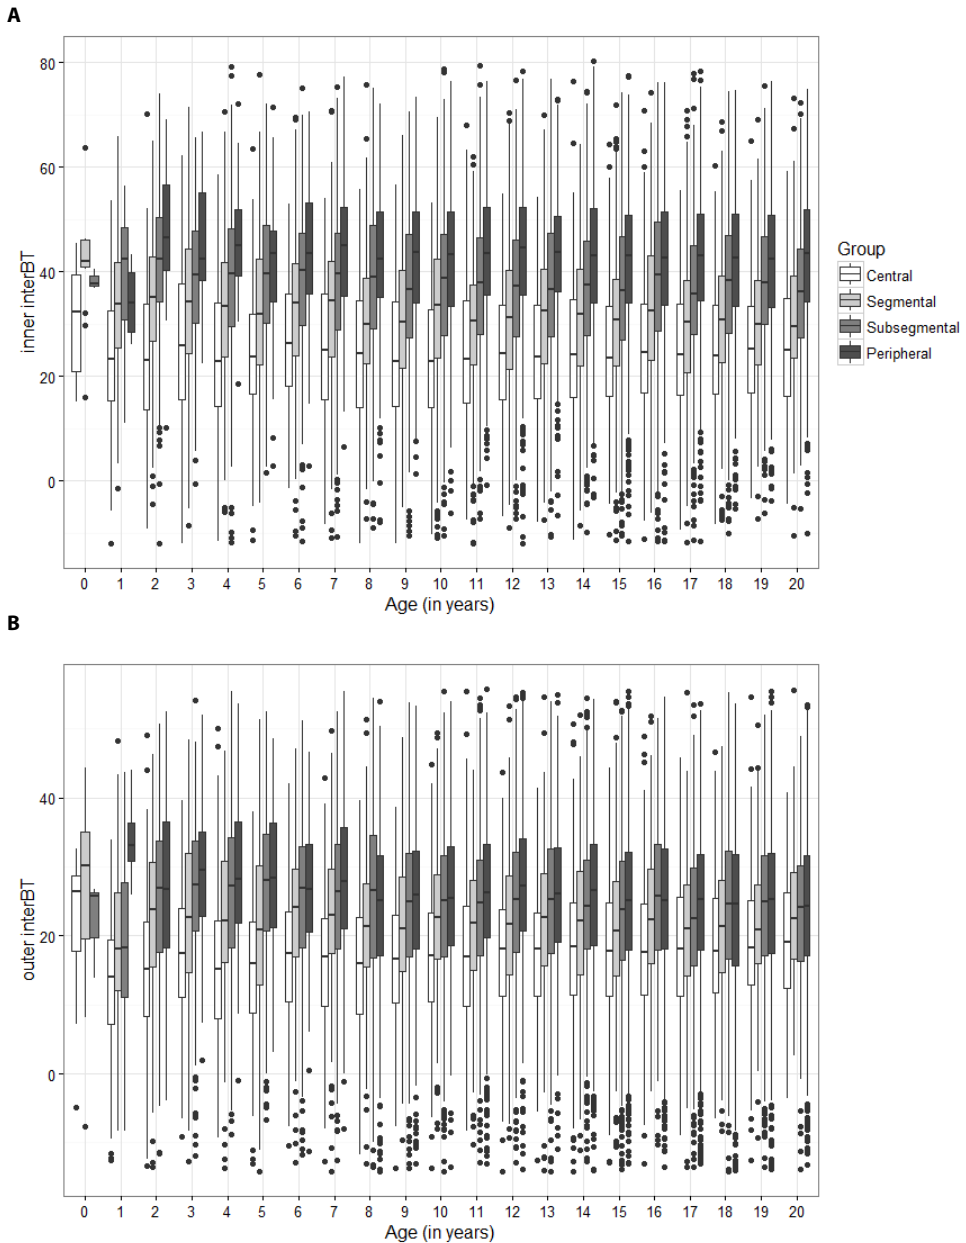 A
80
60
40
20
0
inner interBT
0 1 2 3 4 5 6 7 8 9 10 11 12 13 14 15 16 17 18 19 20
Age (in years)
Group
Central
Segmental
Subsegmental
Peripheral
B
40
20
0
outer interBT
0 1 2 3 4 5 6 7 8 9 10 11 12 13 14 15 16 17 18 19 20
Age (in years)